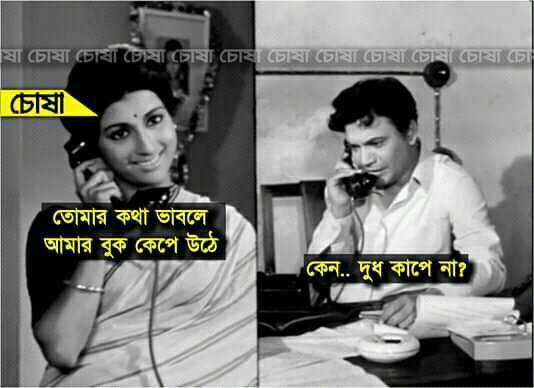 চোষা চোষা চোষা চোষা চোষা চোষা চোষা চোষা চোষা চোষা চোষা
চোষা
তোমার কথা ভাবলে
আমার বুক কেপে উঠে
কেন.. দুধ কাপে না?